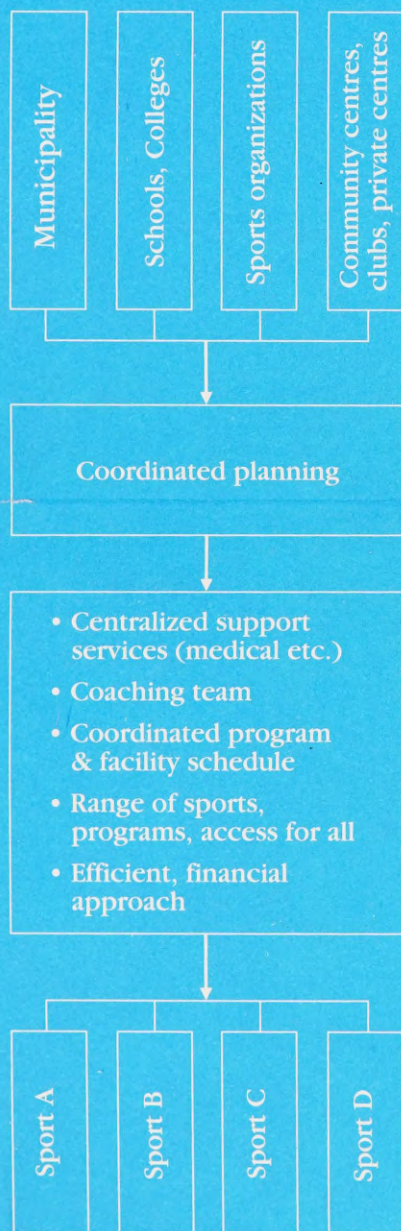 Municipality
Schools, Colleges
Sports organizations
Community centres,
clubs, private centres
Coordinated planning
• Centralized support
services (medical etc.)
• Coaching team
• Coordinated program
& facility schedule
• Range of sports,
programs, access for all
• Efficient, financial
approach
Sport A
Sport B
Sport C
Sport D